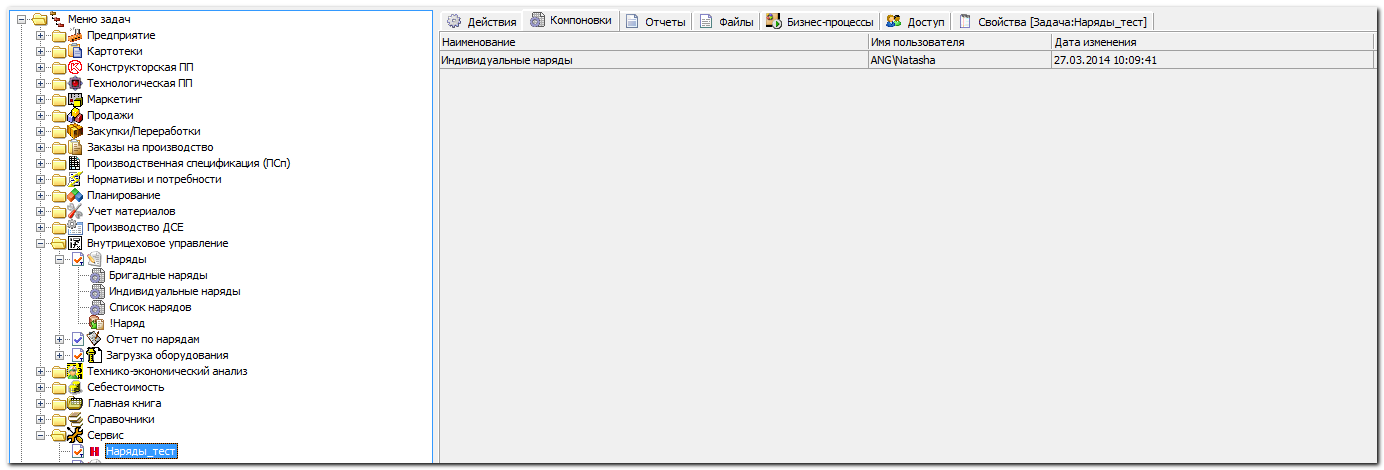 Меню задач
Предприятие
Картотеки
Конструкторская ПП
Технологическая ПП
Маркетинг
Продажи
Закупки/Переработки
Заказы на производство
Производственная спецификация (ПСп)
Нормативы и потребности
Планирование
Учет материалов
Производство ДСЕ
Внутрицеховое управление
Наряды
Бригадные наряды
Индивидуальные наряды
Список нарядов
!Наряд
Отчет по нарядам
Загрузка оборудования
Технико-экономический анализ
Себестоимость
Главная книга
Справочники
Сервис
Наряды_тест
Действия Компоновки Отчеты Файлы Бизнес-процессы Доступ Свойства [Задача:Наряды_тест]
Наименование Имя пользователя Дата изменения
Индивидуальные наряды ANG\Natasha 27.03.2014 10:09:41